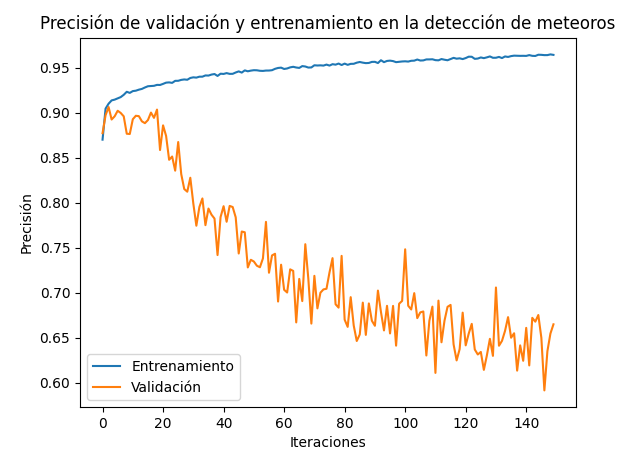 Precisión de validación y entrenamiento en la detección de meteoros
Precisión
0.95
0.90
0.85
0.80
0.75
0.70
0.65
0.60
Entrenamiento
Validación
0 20 40 60 80 100 120 140
Iteraciones